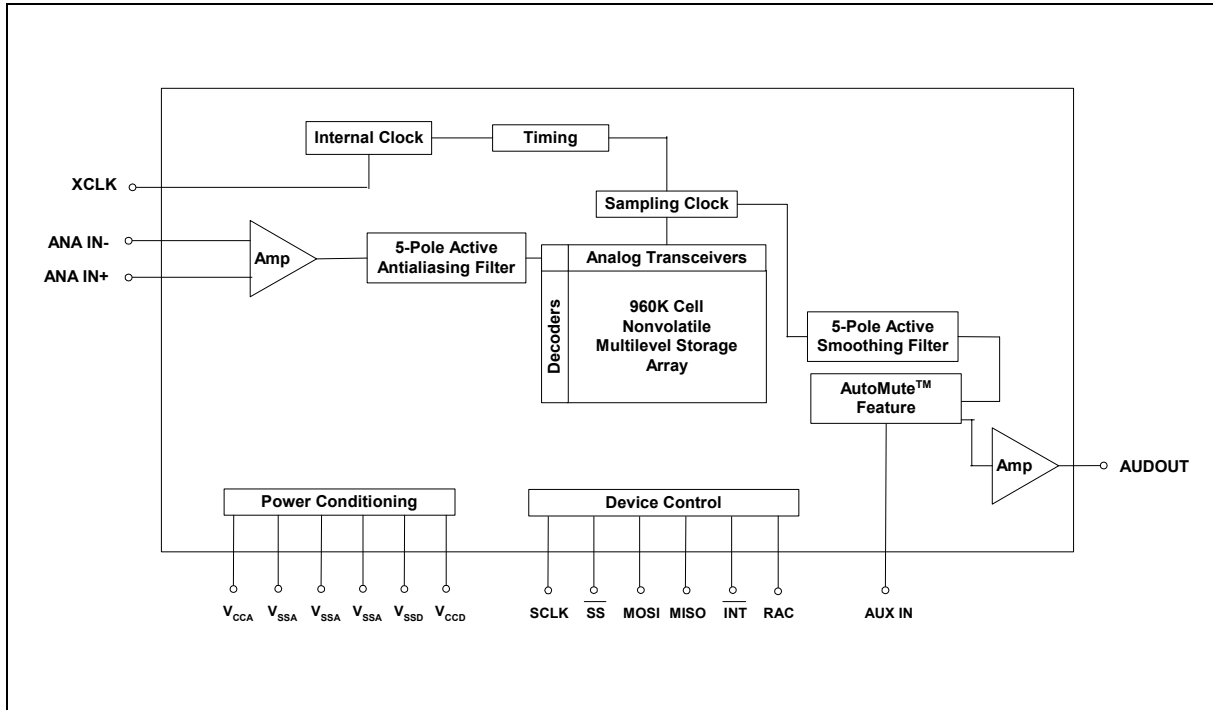 Internal Clock
Timing
XCLK
Sampling Clock
ANA IN-
ANA IN+
Amp
5-Pole Active
Antialiasing Filter
Analog Transceivers
Decoders
960K Cell
Nonvolatile
Multilevel Storage
Array
5-Pole Active
Smoothing Filter
AutoMute™
Feature
Amp
AUDOUT
Power Conditioning
Device Control
VCCA VSSA VSSA VSSA VSSD VCCD
SCLK SS MOSI MISO INT RAC
AUX IN